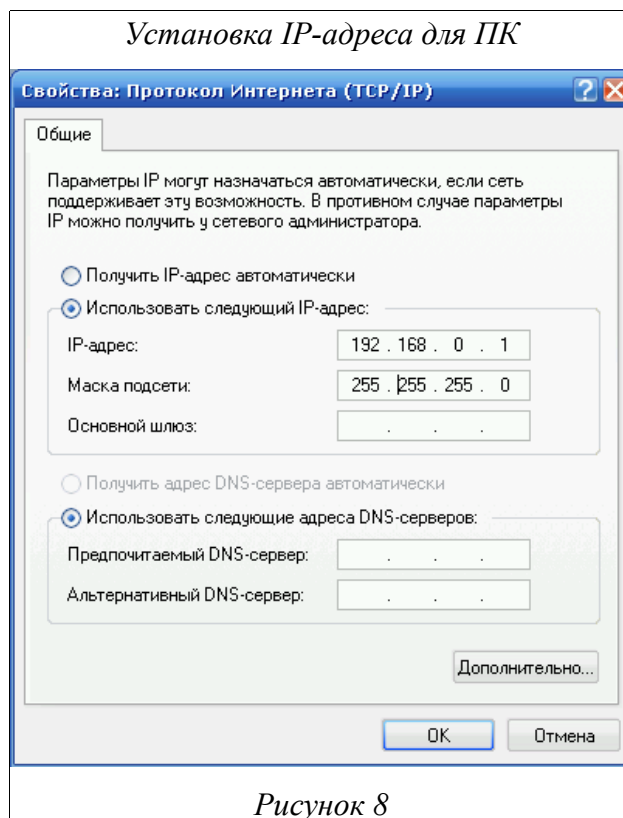 Установка IP-адреса для ПК
Свойства: Протокол Интернета (TCP/IP)
Общие
Параметры IP могут назначаться автоматически, если сеть
поддерживает эту возможность. В противном случае параметры
IP можно получить у сетевого администратора.
Получить IP-адрес автоматически
Использовать следующий IP-адрес:
IP-адрес: 192 . 168 . 0 . 1
Маска подсети: 255 . 255 . 255 . 0
Основной шлюз: . . .
Получить адрес DNS-сервера автоматически
Использовать следующие адреса DNS-серверов:
Предпочитаемый DNS-сервер: . . .
Альтернативный DNS-сервер: . . .
Дополнительно...
OK Отмена
Рисунок 8